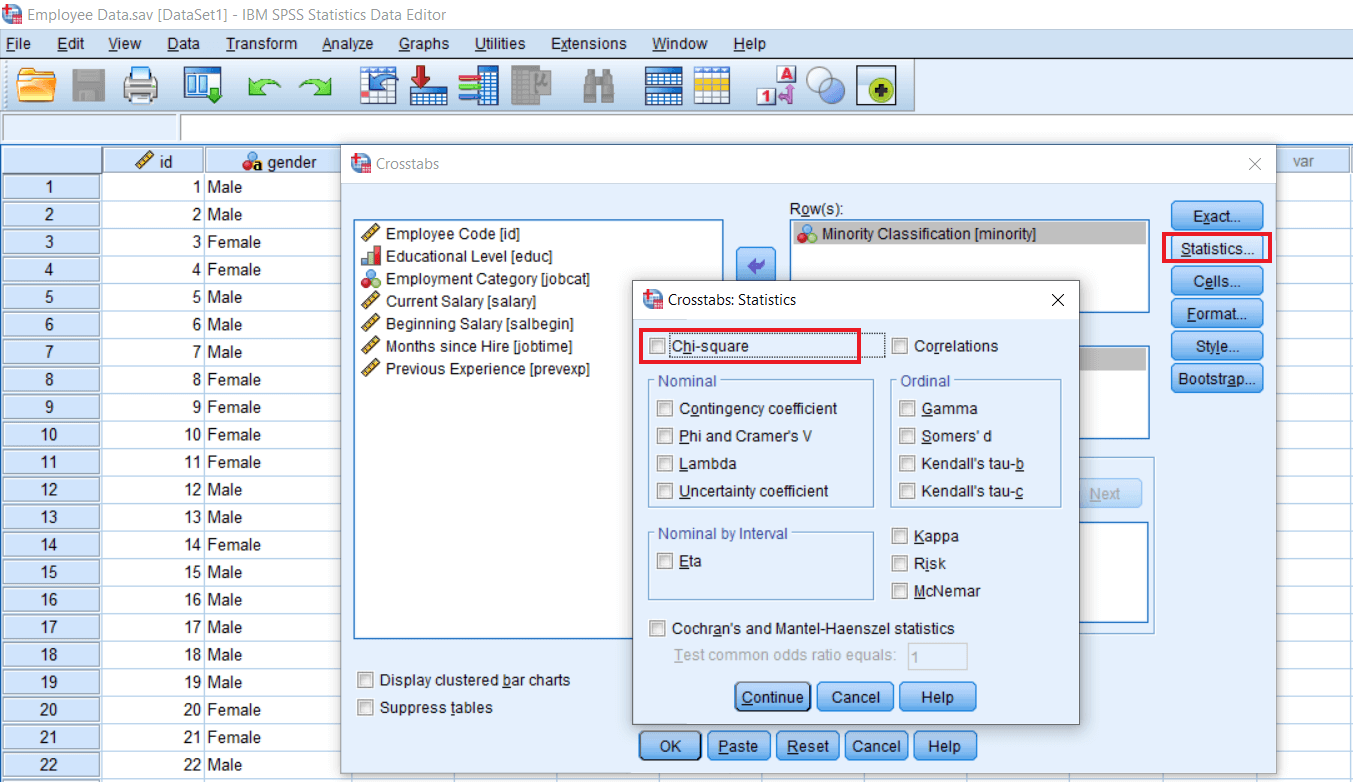 Employee Data.sav [DataSet1] - IBM SPSS Statistics Data Editor
File Edit View Data Transform Analyze Graphs Utilities Extensions Window Help
A
1
μ
id
a gender
var
1 1 Male
2 2 Male
3 3 Female
4 4 Female
5 5 Male
6 6 Male
7 7 Male
8 8 Female
9 9 Female
10 10 Female
11 11 Female
12 12 Male
13 13 Male
14 14 Female
15 15 Male
16 16 Male
17 17 Male
18 18 Male
19 19 Male
20 20 Female
21 21 Female
22 22 Male
Crosstabs
Employee Code [id]
Educational Level [educ]
Employment Category [jobcat]
Current Salary [salary]
Beginning Salary [salbegin]
Months since Hire [jobtime]
Previous Experience [prevexp]
Row(s):
Minority Classification [minority]
Exact...
Statistics...
Cells...
Format...
Style...
Bootstrap...
Next
Display clustered bar charts
Suppress tables
OK Paste Reset Cancel Help
Crosstabs: Statistics
Chi-square
Correlations
Nominal
Contingency coefficient
Phi and Cramer's V
Lambda
Uncertainty coefficient
Ordinal
Gamma
Somers' d
Kendall's tau-b
Kendall's tau-c
Nominal by Interval
Eta
Kappa
Risk
McNemar
Cochran's and Mantel-Haenszel statistics
Test common odds ratio equals: 1
Continue Cancel Help